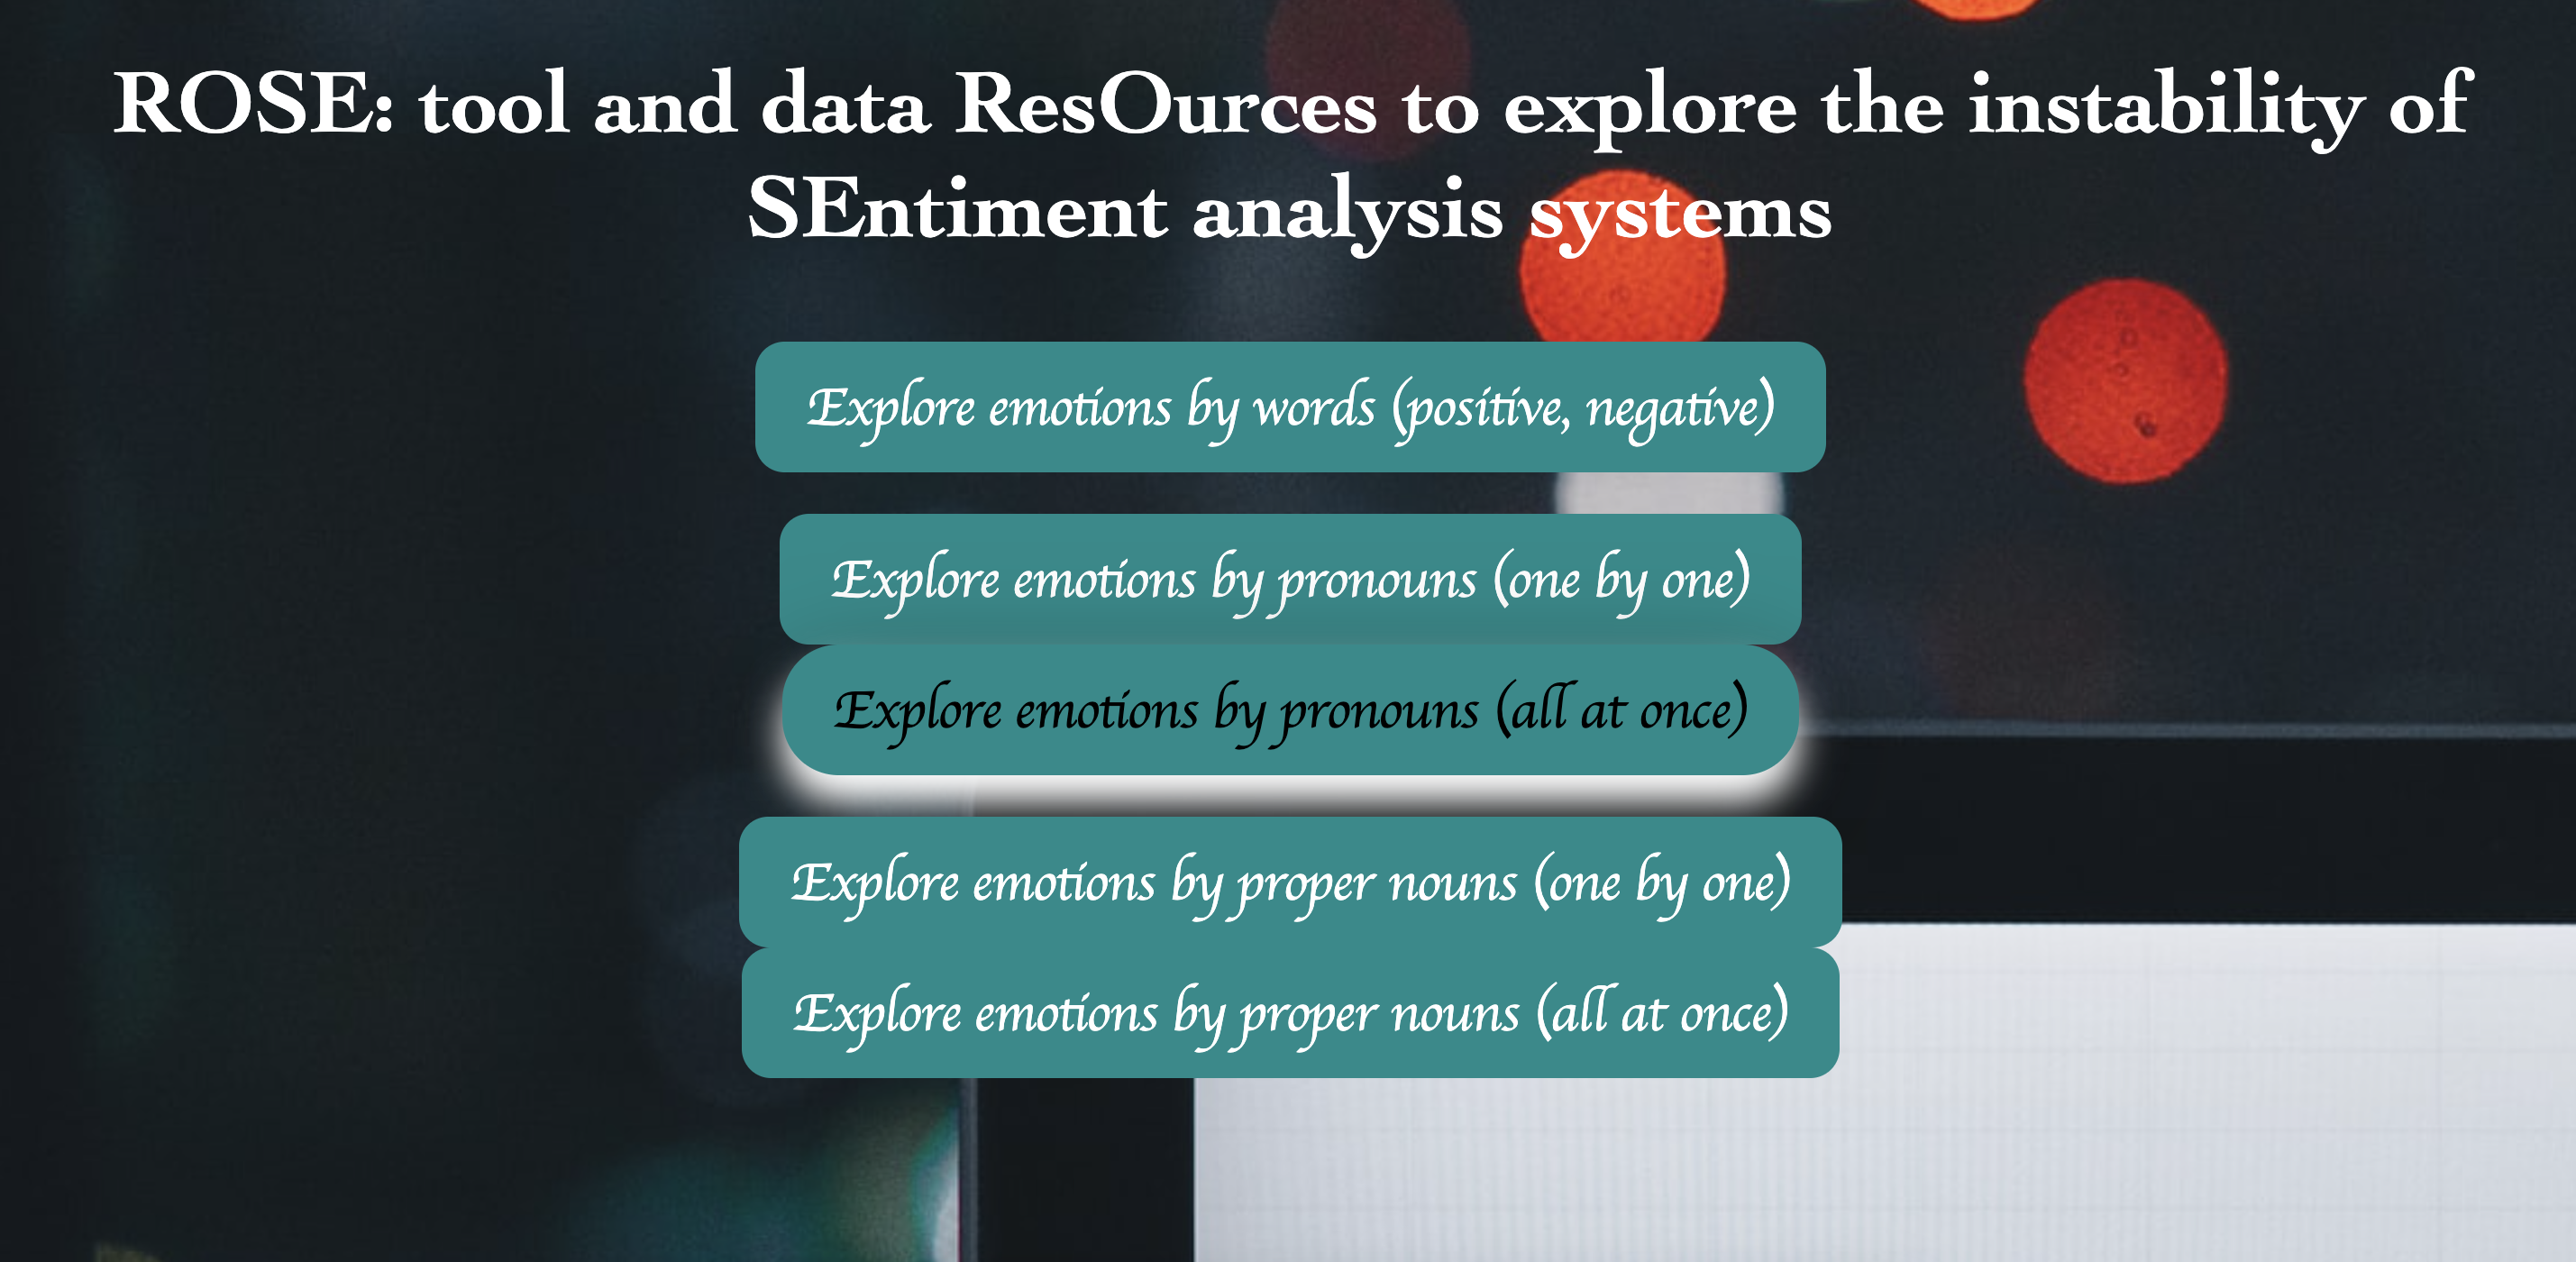 ROSE: tool and data ResOurces to explore the instability of
SEntiment analysis systems
Explore emotions by words (positive, negative)
Explore emotions by pronouns (one by one)
Explore emotions by pronouns (all at once)
Explore emotions by proper nouns (one by one)
Explore emotions by proper nouns (all at once)